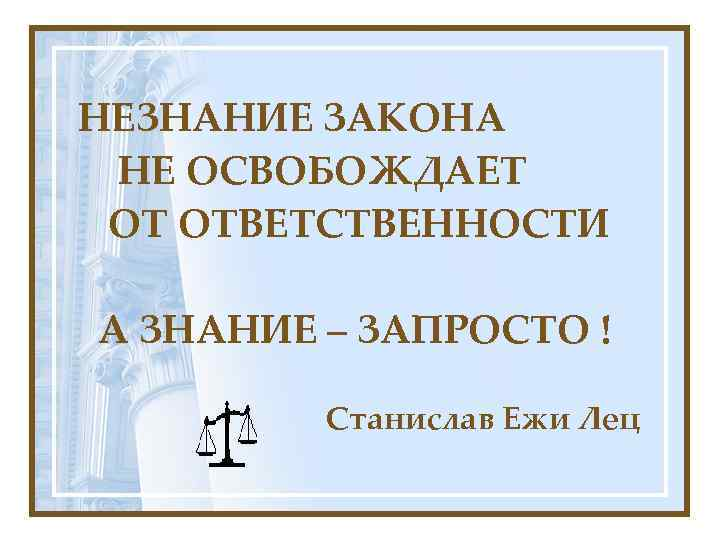 НЕЗНАНИЕ ЗАКОНА
НЕ ОСВОБОЖДАЕТ
ОТ ОТВЕТСТВЕННОСТИ
А ЗНАНИЕ – ЗАПРОСТО !
Станислав Ежи Лец